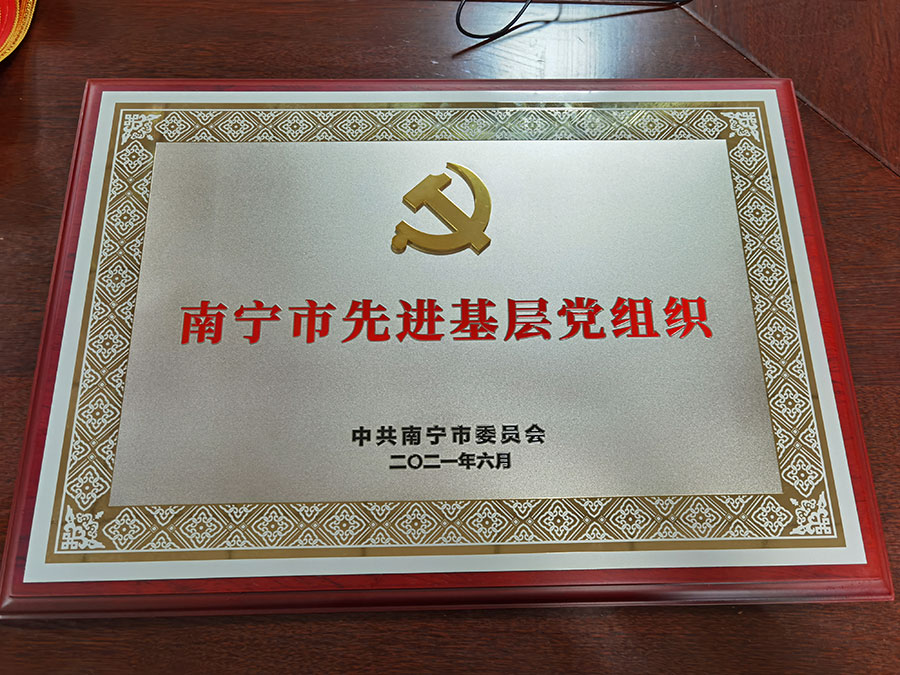 南宁市先进基层党组织
中共南宁市委员会
二〇二一年六月